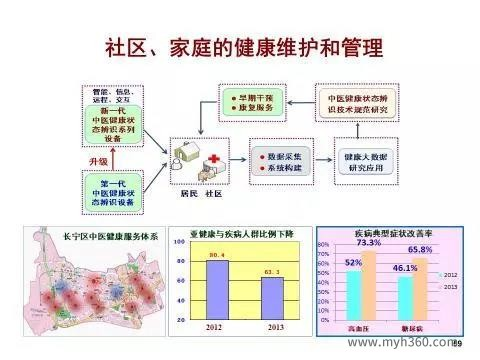 社区、家庭的健康维护和管理
智能、信息、
远程、交互
新一代
中医健康状
态辨识系列
设备
升级
第一代
中医健康状
态辨识设备
居民 社区
早期干预
康复服务
中医健康状态辨
识技术规范研究
数据采集
系统构建
健康大数据
研究应用
长宁区中医健康服务体系
亚健康与疾病人群比例下降
100
80
60
40
20
80.4
63.3
2012
2013
疾病典型症状改善率
80%
70%
60%
50%
40%
30%
20%
10%
0%
52%
73.3%
46.1%
65.8%
高血压
糖尿病
2012
2013
www.myh360.com